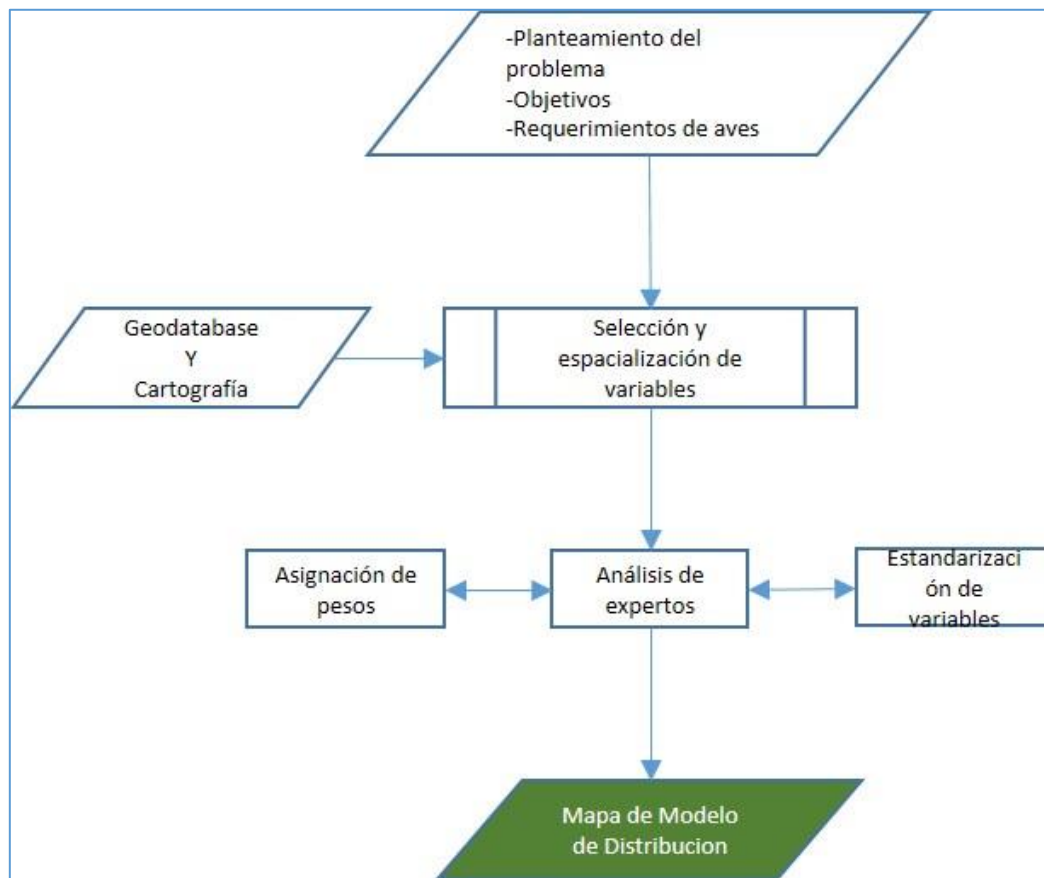 -Planteamiento del
problema
-Objetivos
-Requerimientos de aves
Geodatabase
Y
Cartografía
Selección y
espacialización de
variables
Asignación de
pesos
Análisis de
expertos
Estandarizaci
ón de
variables
Mapa de Modelo
de Distribucion